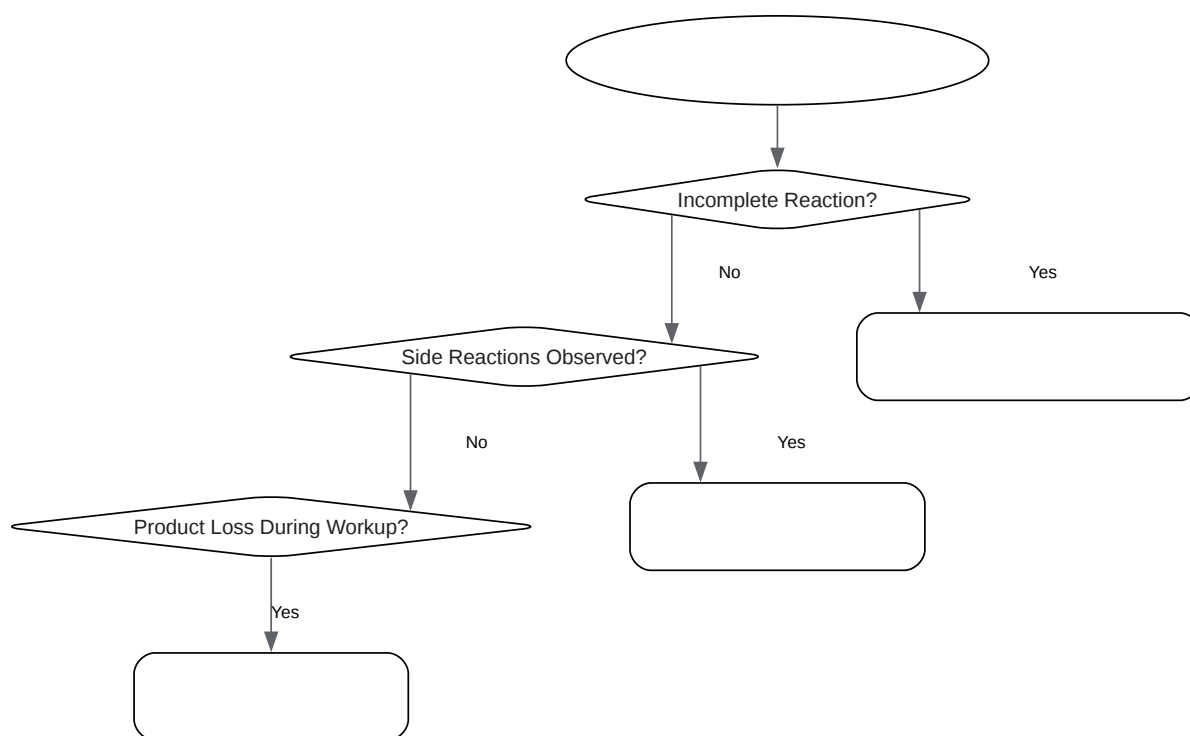 Incomplete Reaction?
No
Yes
Side Reactions Observed?
No
Yes
Product Loss During Workup?
Yes